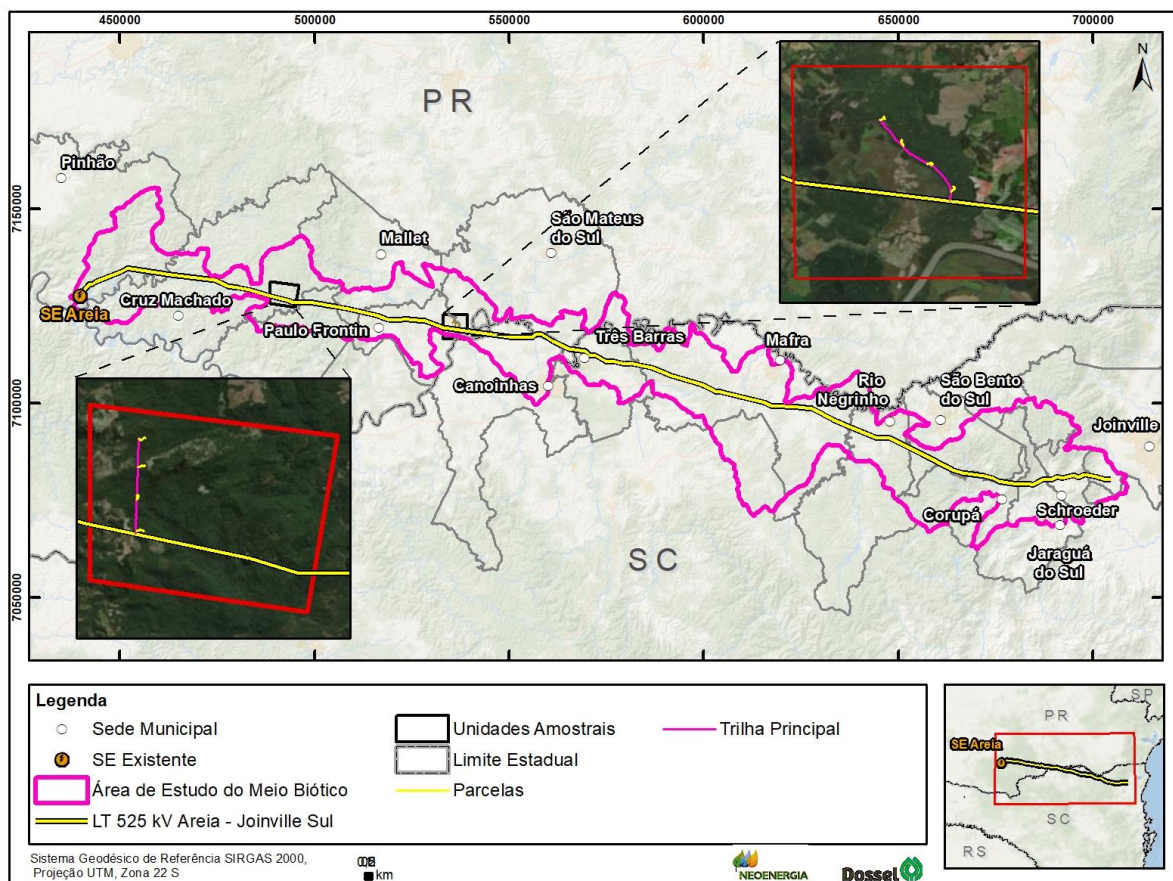 450000 500000 550000 600000 650000 700000
N
PR
Pinhão
7150000
São Mateus
do Sul
Mallet
SE Areia
Cruz Machado
Paulo Frontin
Três Barras
Mafra
Canoinhas
Rio
Negrinho
São Bento
do Sul
7100000
Joinville
Corupá
Schroeder
SC
Jaraguá
do Sul
7050000
Legenda
Sede Municipal
SE Existente
Área de Estudo do Meio Biótico
LT 525 kV Areia - Joinville Sul
Unidades Amostrais
Limite Estadual
Parcelas
Trilha Principal
SP
PR
SE Areia
SC
RS
Sistema Geodésico de Referência SIRGAS 2000,
Projeção UTM, Zona 22 S
km
NEOENERGIA
Dossel